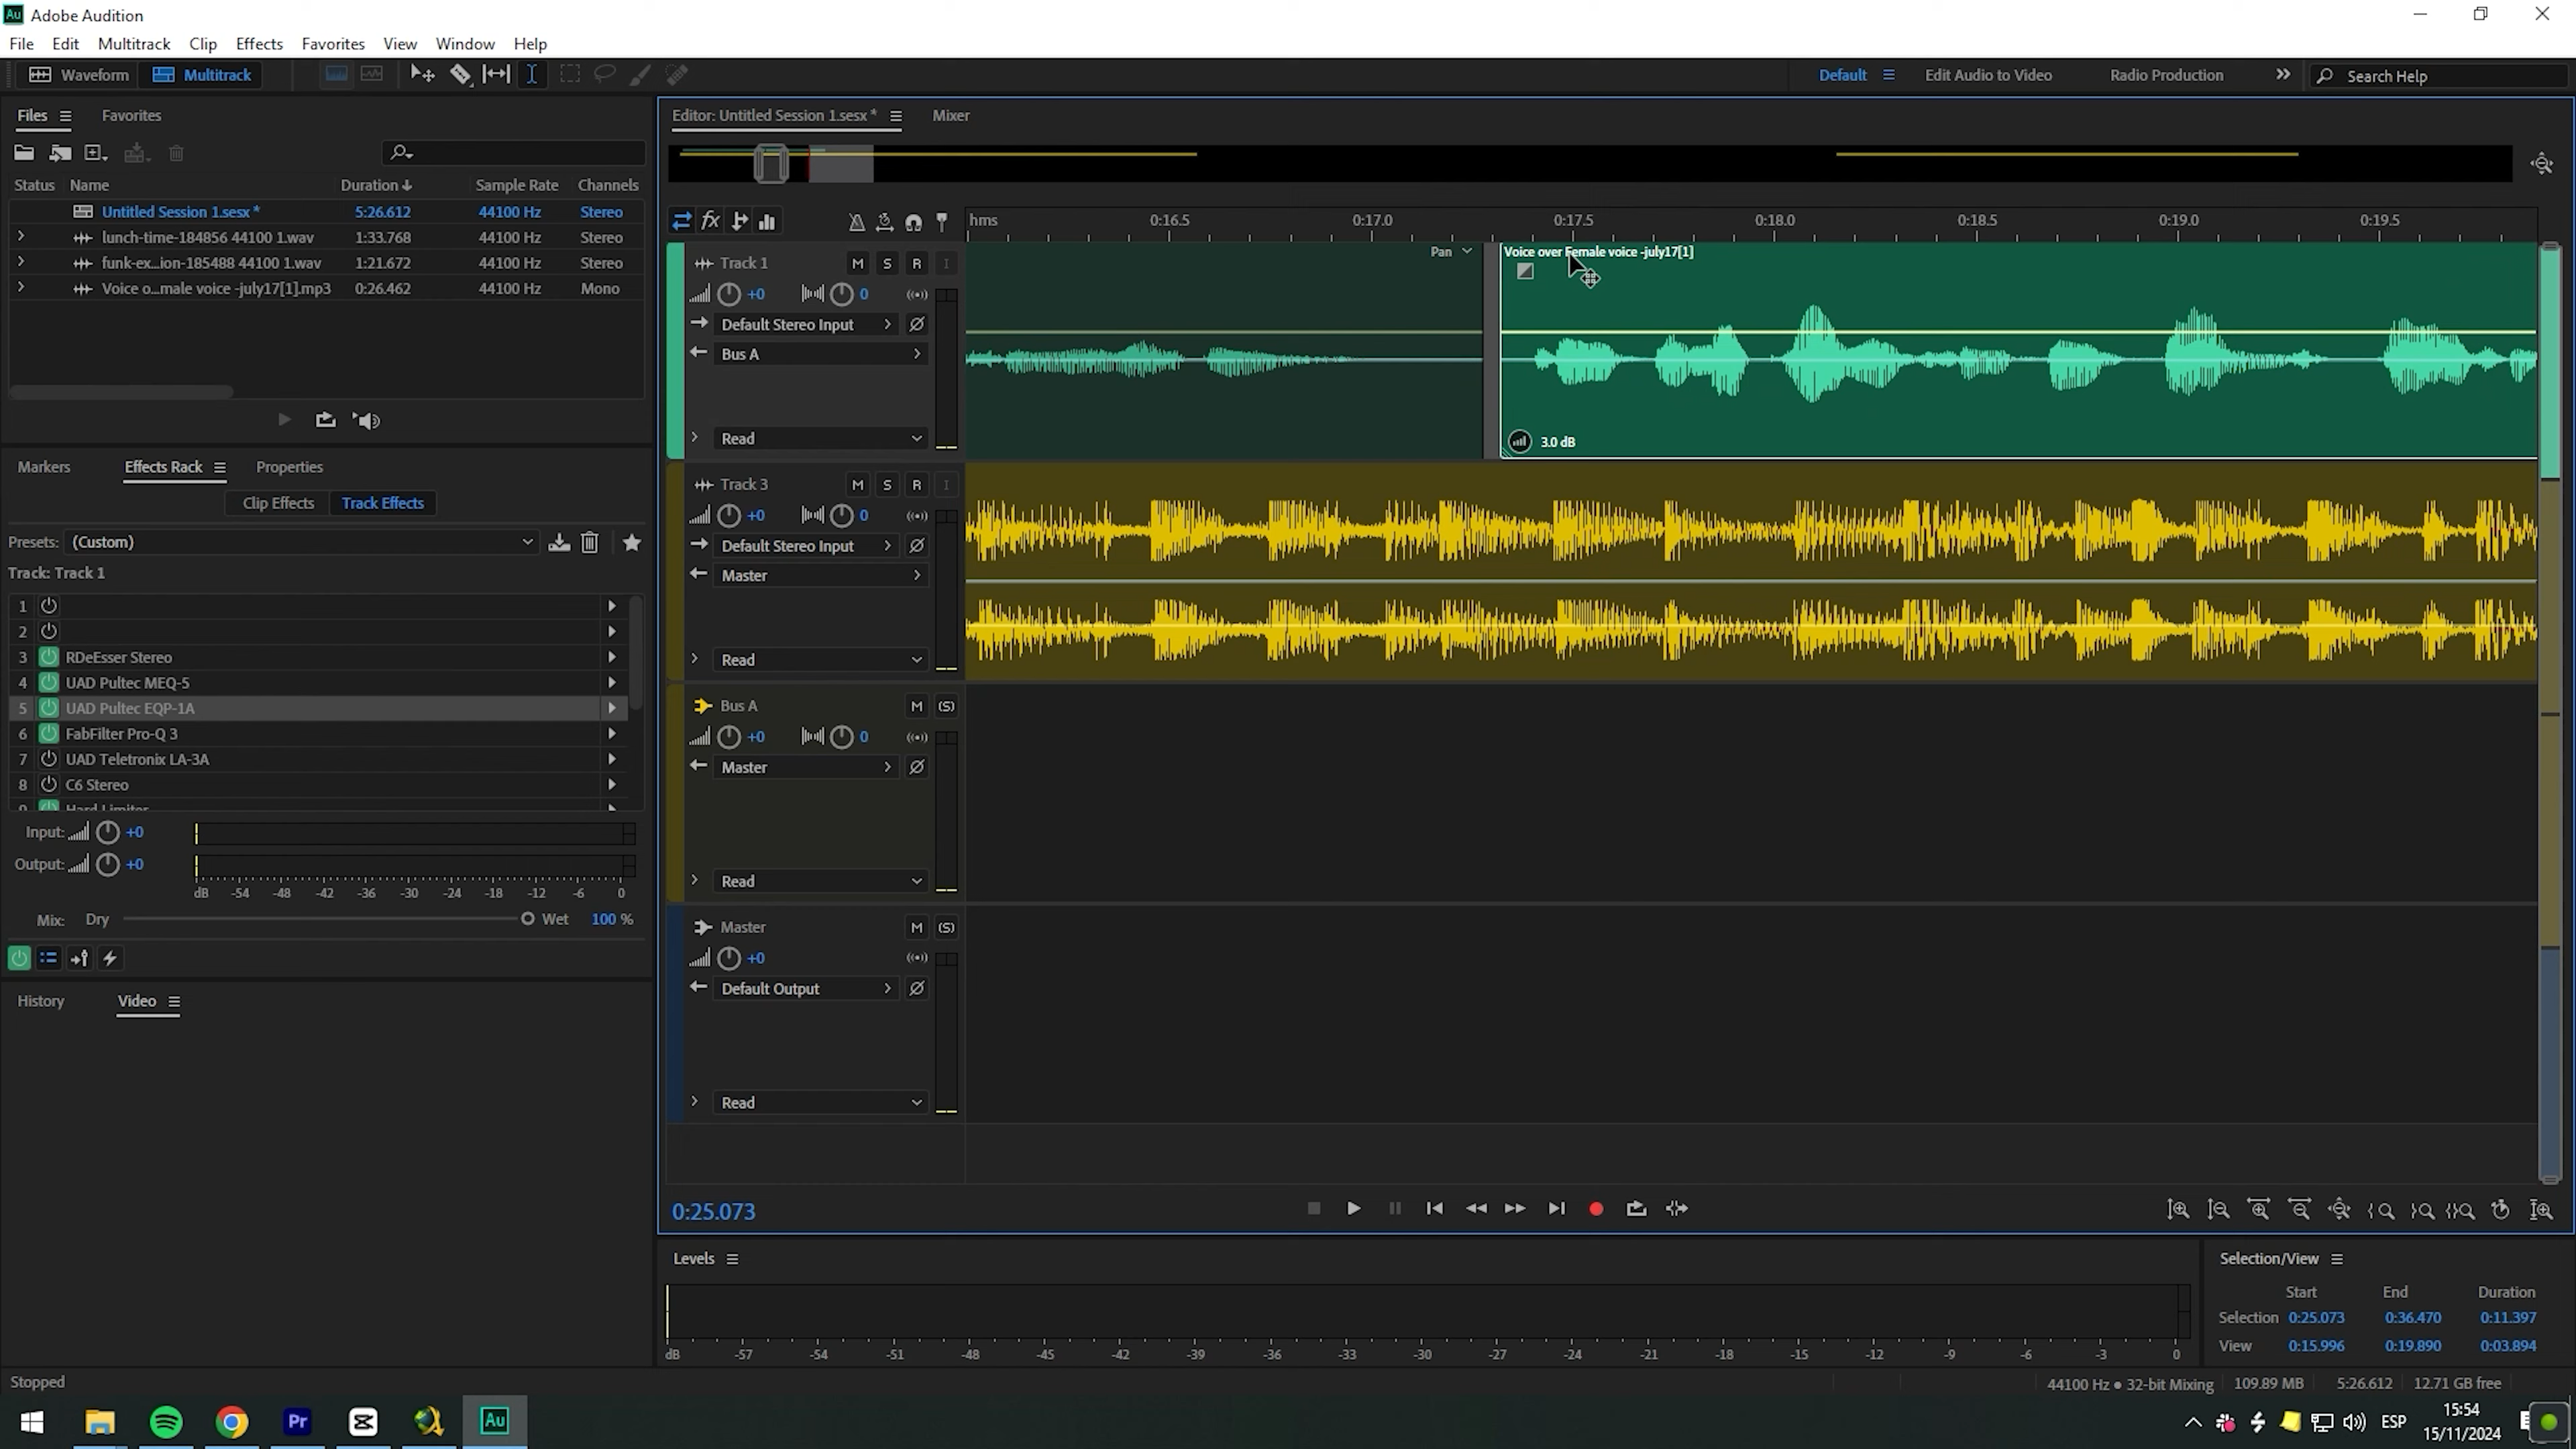 Au Adobe Audition
File Edit Multitrack Clip Effects Favorites View Window Help
Waveform Multitrack Default Edit Audio to Video Radio Production Search Help
Files Favorites
Status Name Duration Sample Rate Channels
Untitled Session 1.sesx * 5:26.612 44100 Hz Stereo
lunch-time-184856 44100 1.wav 1:33.768 44100 Hz Stereo
funk-ex...ion-185488 44100 1.wav 1:21.672 44100 Hz Stereo
Voice o...male voice -july17[1].mp3 0:26.462 44100 Hz Mono
Markers Effects Rack Properties
Clip Effects Track Effects
Presets: (Custom)
Track: Track 1
1
2
3 RDeEsser Stereo
4 UAD Pultec MEQ-5
5 UAD Pultec EQP-1A
6 FabFilter Pro-Q 3
7 UAD Teletronix LA-3A
8 C6 Stereo
9 Hard Limiter
Input: +0
Output: +0
dB -54 -48 -42 -36 -30 -24 -18 -12 -6 0
Mix: Dry Wet 100 %
History Video
Editor: Untitled Session 1.sesx * Mixer
fx hms 0:16.5 0:17.0 0:17.5 0:18.0 0:18.5 0:19.0 0:19.5
Track 1 M S R I
+0 0
Default Stereo Input
Bus A
Read
Pan
Voice over Female voice -july17[1]
3.0 dB
Track 3 M S R I
+0 0
Default Stereo Input
Master
Read
Bus A M (S)
+0 0
Master
Read
Master M (S)
+0
Default Output
Read
0:25.073
Levels
dB -57 -54 -51 -48 -45 -42 -39 -36 -33 -30 -27 -24 -21 -18 -15 -12 -9 -6 -3 0
Selection/View
Start End Duration
Selection 0:25.073 0:36.470 0:11.397
View 0:15.996 0:19.890 0:03.894
Stopped 44100 Hz • 32-bit Mixing 109.89 MB 5:26.612 12.71 GB free
Pr Au ESP 15:54
15/11/2024